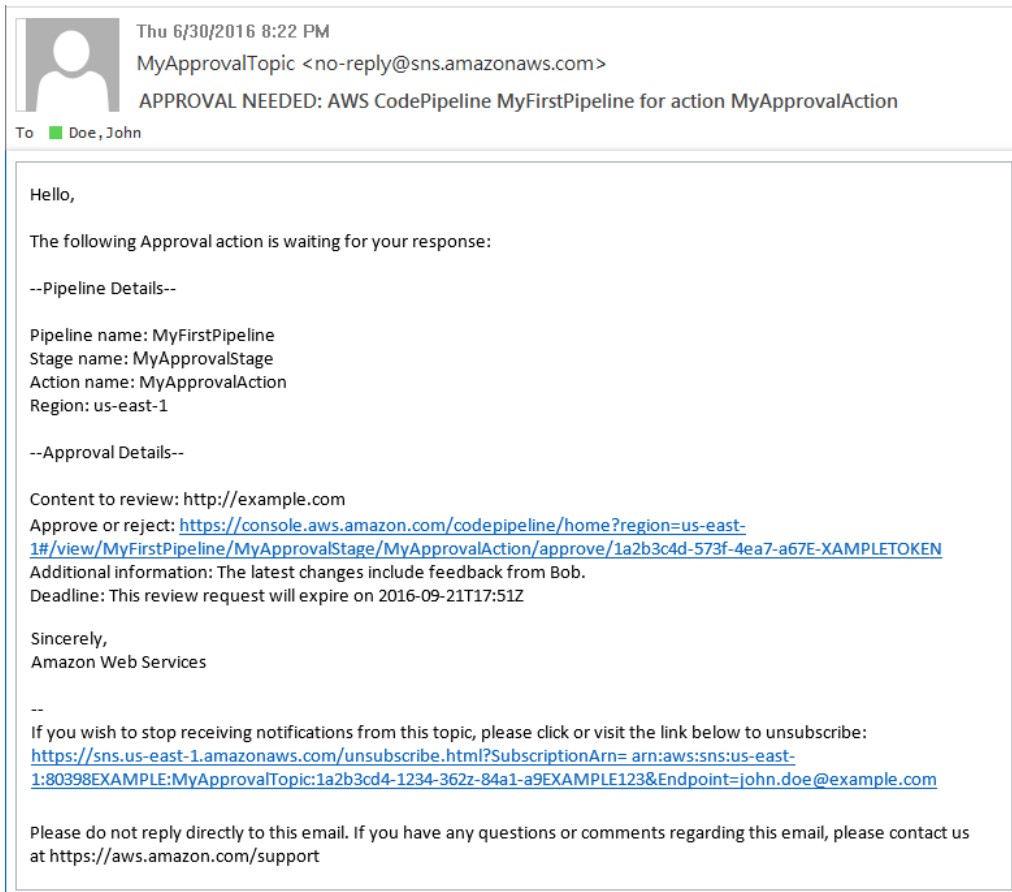 Thu 6/30/2016 8:22 PM
MyApprovalTopic <no-reply@sns.amazonaws.com>
APPROVAL NEEDED: AWS CodePipeline MyFirstPipeline for action MyApprovalAction
To Doe,John
Hello,
The following Approval action is waiting for your response:
--Pipeline Details--
Pipeline name: MyFirstPipeline
Stage name: MyApprovalStage
Action name: MyApprovalAction
Region: us-east-1
--Approval Details--
Content to review: http://example.com
Approve or reject: https://console.aws.amazon.com/codepipeline/home?region=us-east-
1#/view/MyFirstPipeline/MyApprovalStage/MyApprovalAction/approve/1a2b3c4d-573f-4ea7-a67E-XAMPLETOKEN
Additional information: The latest changes include feedback from Bob.
Deadline: This review request will expire on 2016-09-21T17:51Z
Sincerely,
Amazon Web Services
--
If you wish to stop receiving notifications from this topic, please click or visit the link below to unsubscribe:
https://sns.us-east-1.amazonaws.com/unsubscribe.html?SubscriptionArn= arn:aws:sns:us-east-
1:80398EXAMPLE:MyApprovalTopic:1a2b3cd4-1234-362z-84a1-a9EXAMPLE123&Endpoint=john.doe@example.com
Please do not reply directly to this email. If you have any questions or comments regarding this email, please contact us
at https://aws.amazon.com/support